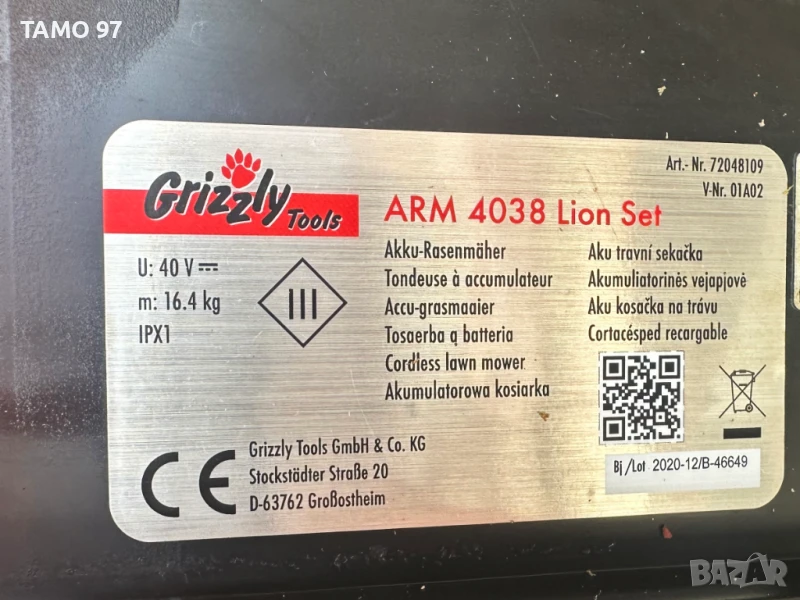 TAMO 97
Grizzly Tools
ARM 4038 Lion Set
Art.- Nr. 72048109
V-Nr. 01A02
U: 40 V
m: 16.4 kg
IPX1
III
Akku-Rasenmäher
Tondeuse à accumulateur
Accu-grasmaaier
Tosaerba q batteria
Cordless lawn mower
Akumulatorowa kosiarka
Aku travní sekačka
Akumuliatorinės vejapjovė
Aku kosačka na trávu
Cortacésped recargable
CE
Grizzly Tools GmbH & Co. KG
Stockstädter Straße 20
D-63762 Großostheim
Bj /Lot 2020-12/B-46649
BAZAR